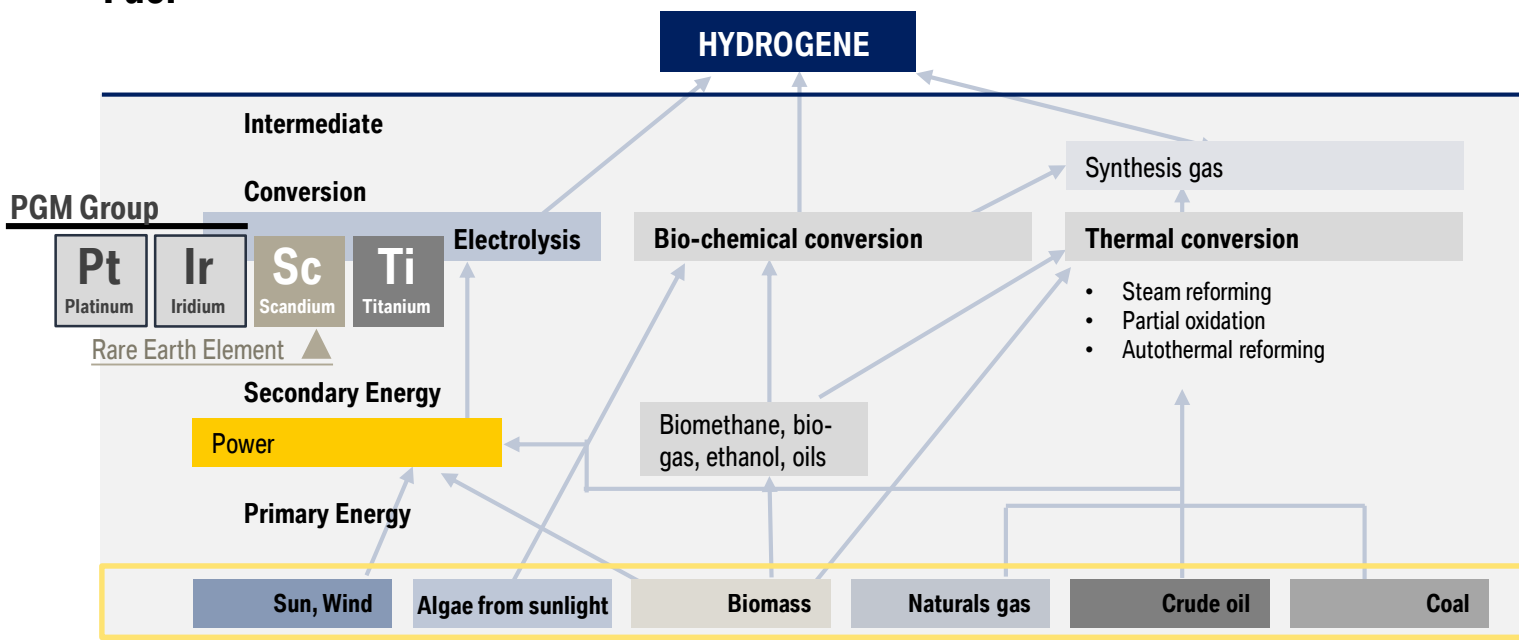 HYDROGENE
Intermediate
Synthesis gas
Conversion
PGM Group
Electrolysis
Bio-chemical conversion
Thermal conversion
Pt
Platinum
Ir
Iridium
Sc
Scandium
Ti
Titanium
• Steam reforming
• Partial oxidation
• Autothermal reforming
Rare Earth Element
Secondary Energy
Power
Biomethane, bio-
gas, ethanol, oils
Primary Energy
Sun, Wind
Algae from sunlight
Biomass
Naturals gas
Crude oil
Coal